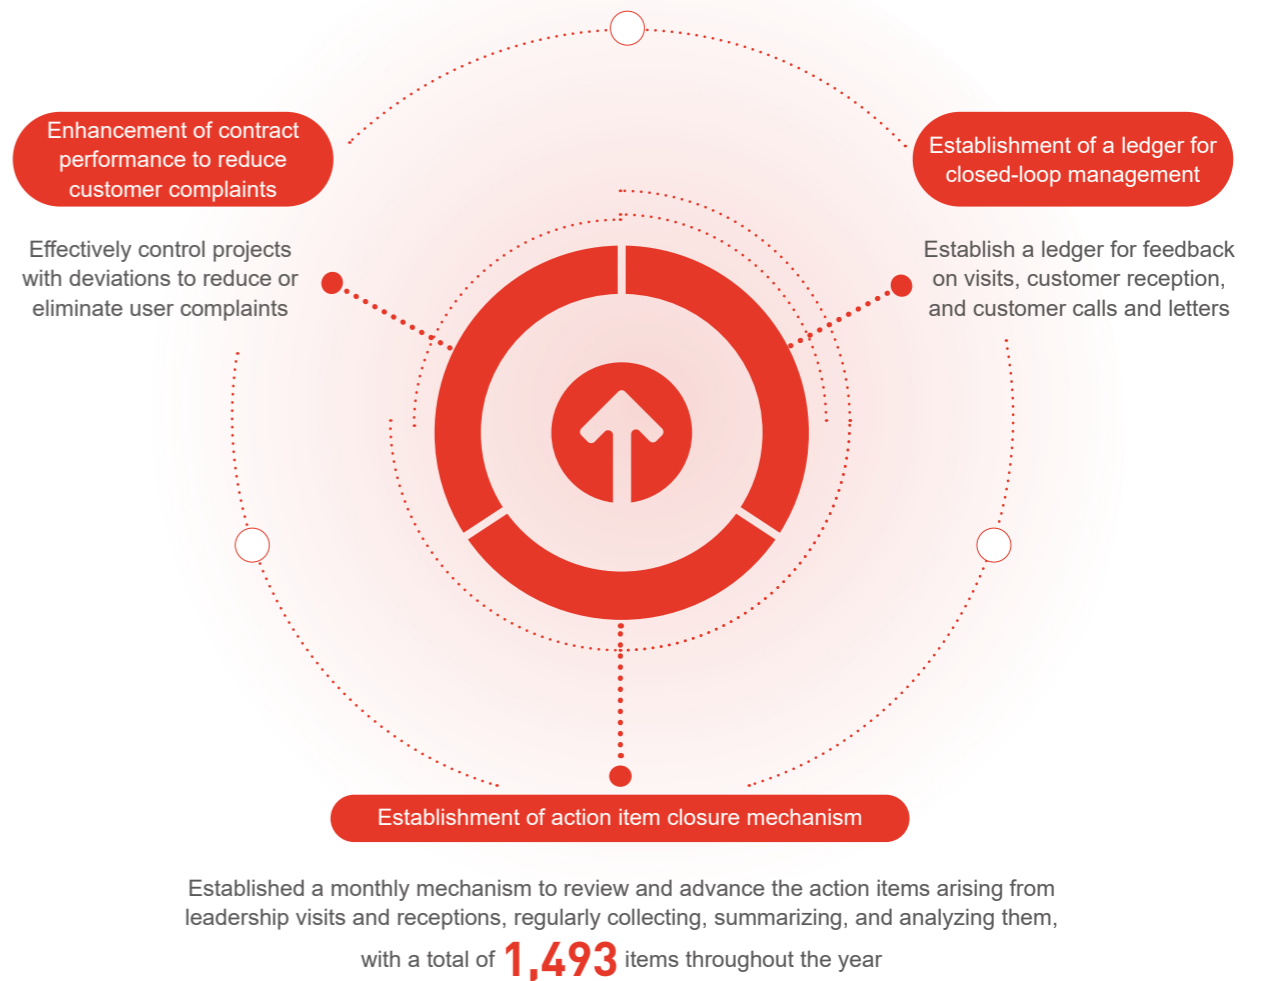 Enhancement of contract
performance to reduce
customer complaints
Effectively control projects
with deviations to reduce or
eliminate user complaints
Establishment of a ledger for
closed-loop management
Establish a ledger for feedback
on visits, customer reception,
and customer calls and letters
Establishment of action item closure mechanism
Established a monthly mechanism to review and advance the action items arising from
leadership visits and receptions, regularly collecting, summarizing, and analyzing them,
with a total of 1,493 items throughout the year